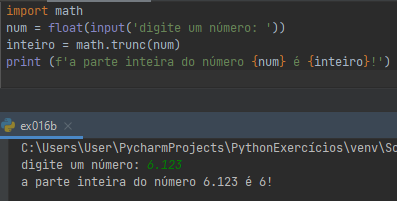 import math
num = float(input('digite um número: '))
inteiro = math.trunc(num)
print (f'a parte inteira do número {num} é {inteiro}!')
ex016b ×
C:\Users\User\PycharmProjects\PythonExercícios\venv\Sc
digite um número: 6.123
a parte inteira do número 6.123 é 6!